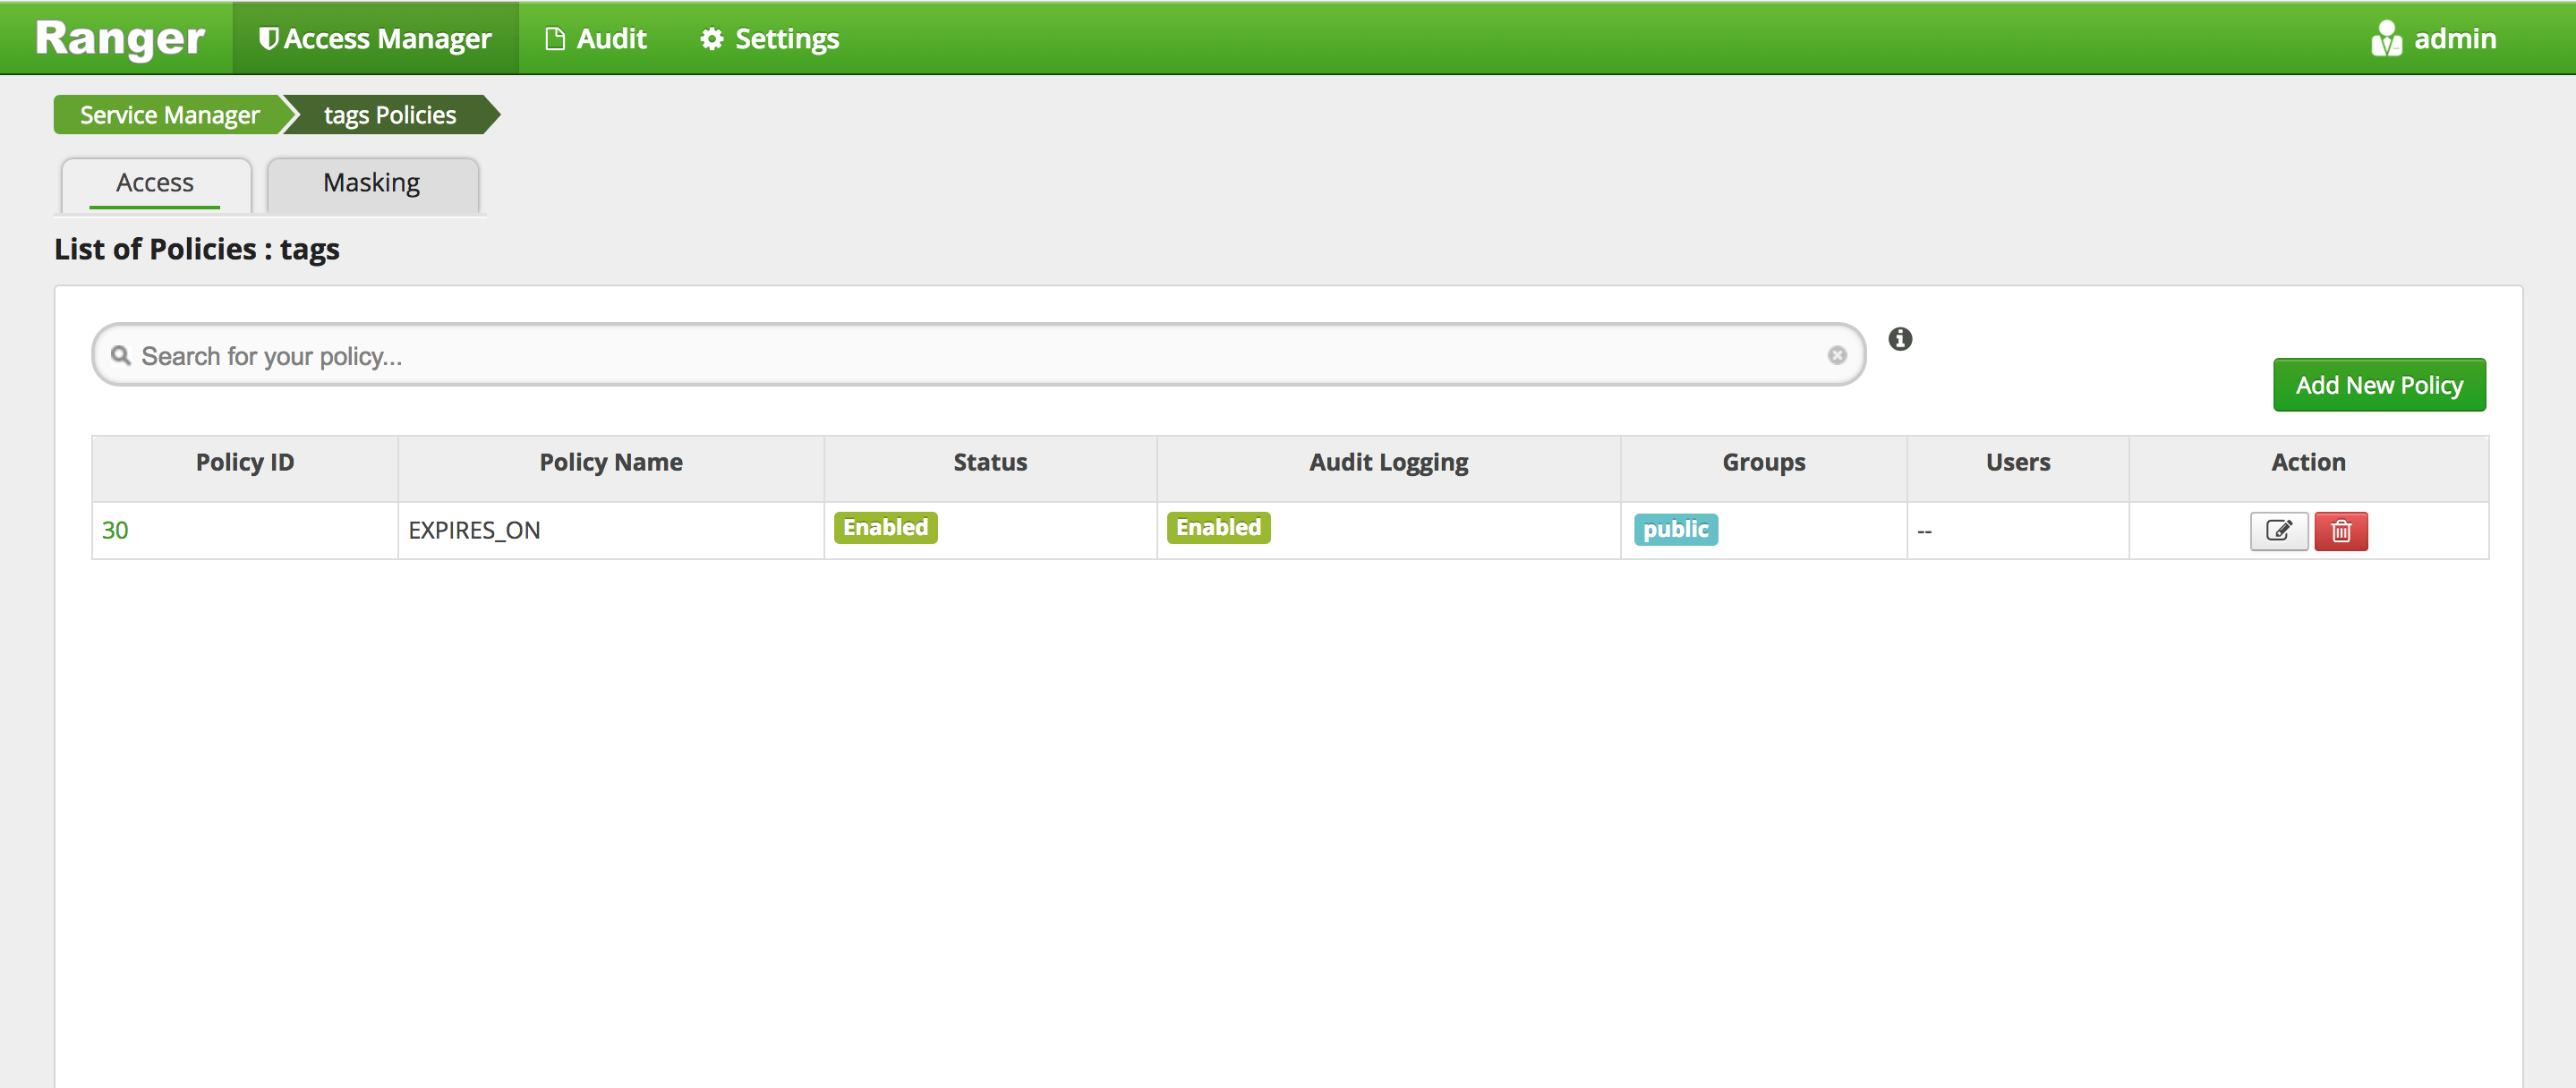 Ranger Access Manager Audit Settings admin
Service Manager tags Policies
Access Masking
List of Policies : tags
Search for your policy...
Add New Policy
Policy ID Policy Name Status Audit Logging Groups Users Action
30 EXPIRES_ON Enabled Enabled public --